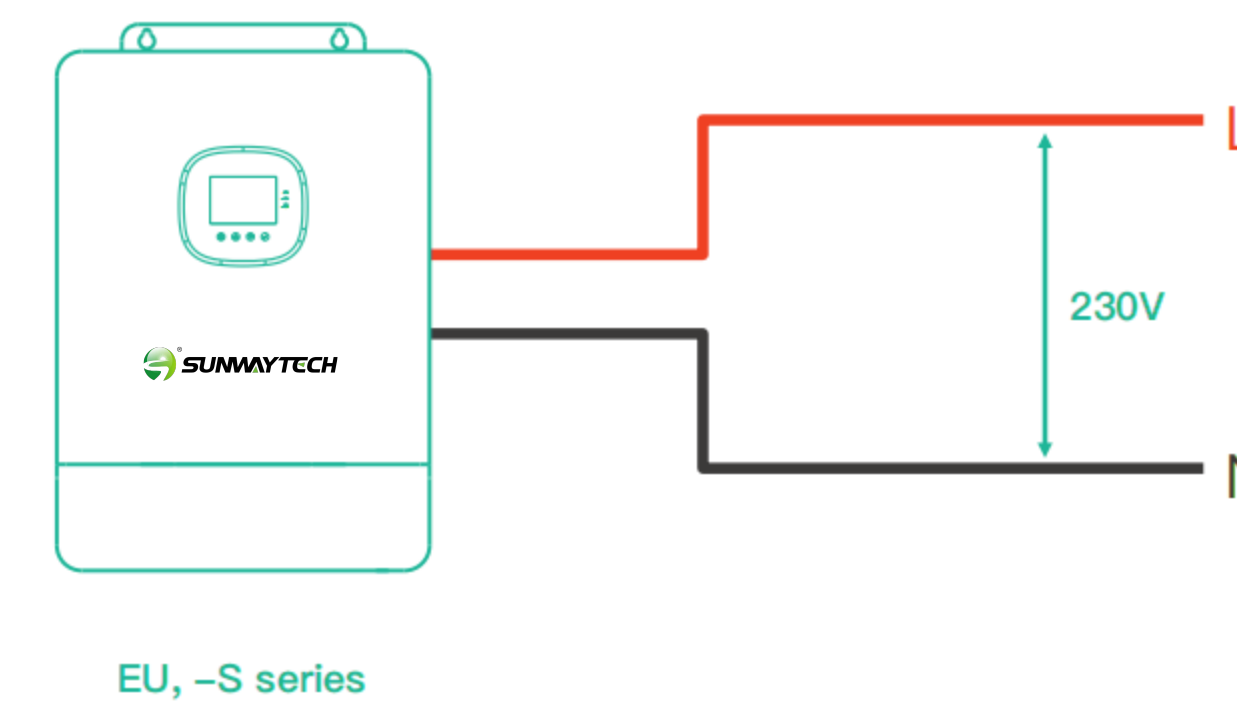 L
230V
® SUNWAYTECH
N
EU, –S series